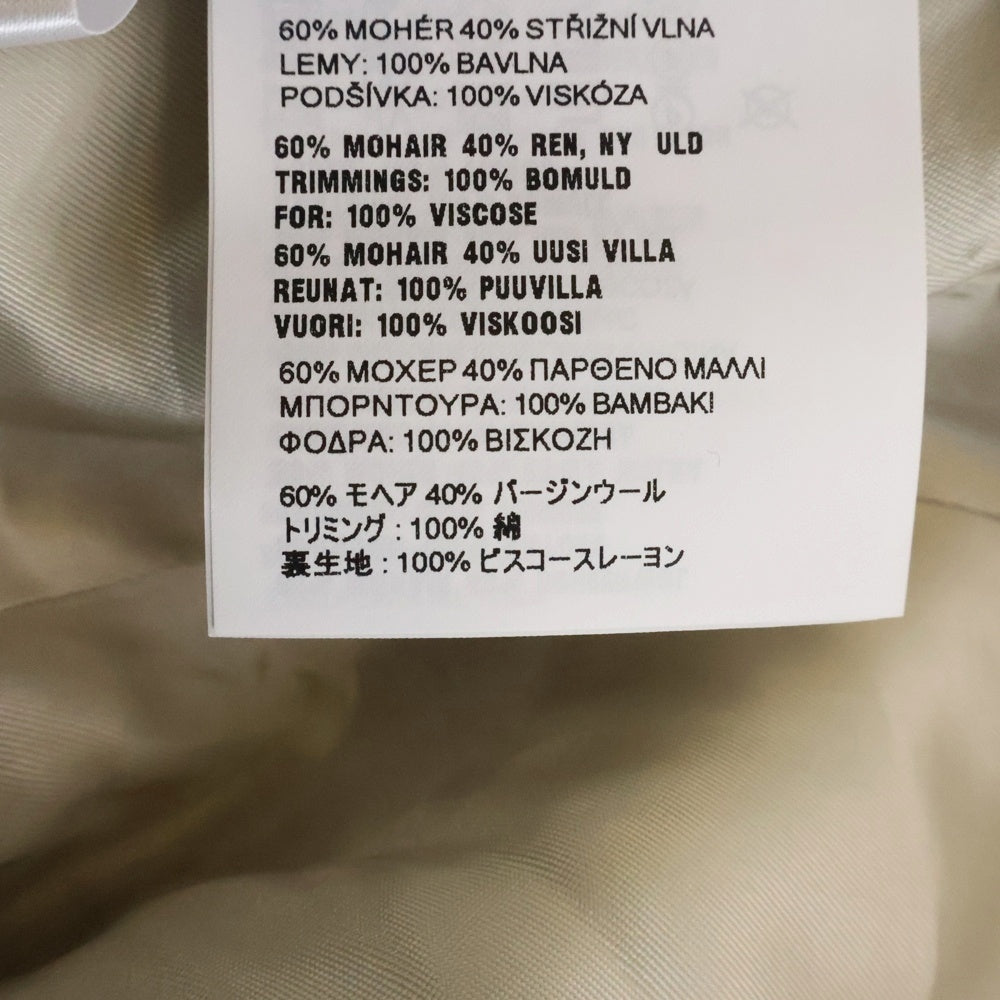 60% MOHÉR 40% STŘIŽNÍ VLNA
LEMY: 100% BAVLNA
PODŠÍVKA: 100% VISKÓZA
60% MOHAIR 40% REN, NY ULD
TRIMMINGS: 100% BOMULD
FOR: 100% VISCOSE
60% MOHAIR 40% UUSI VILLA
REUNAT: 100% PUUVILLA
VUORI: 100% VISKOOSI
60% ΜΟΧΕΡ 40% ΠΑΡΘΕΝΟ ΜΑΛΛΙ
ΜΠΟΡΝΤΟΥΡΑ: 100% ΒΑΜΒΑΚΙ
ΦΟΔΡΑ: 100% ΒΙΣΚΟΖΗ
60% モヘア 40% バージンウール
トリミング : 100% 綿
裏生地 : 100% ビスコースレーヨン